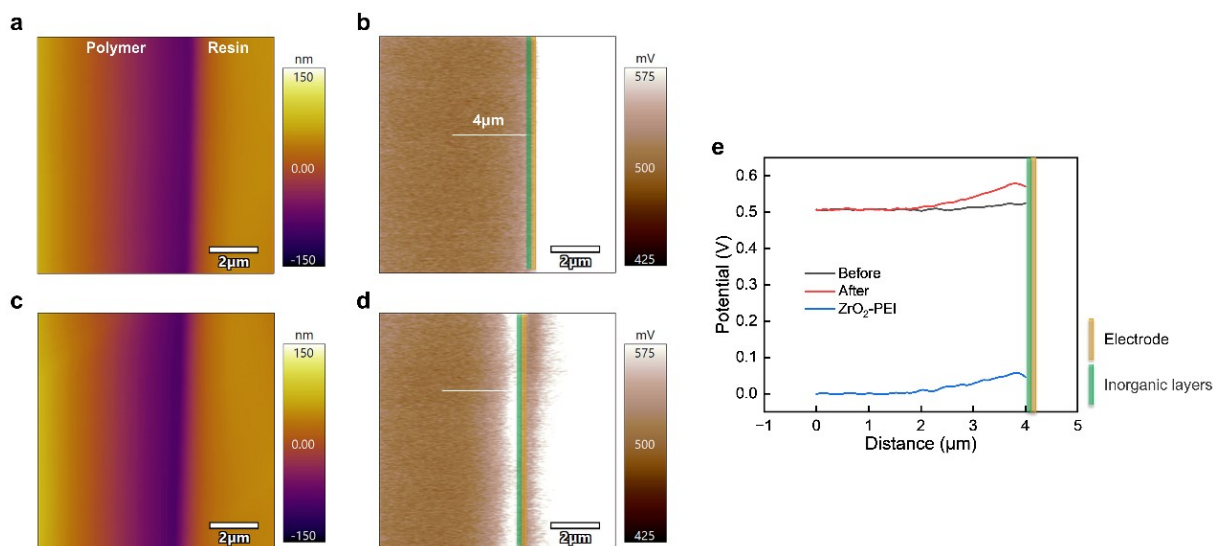 a
Polymer Resin
2μm
nm
150
0.00
-150
b
4μm
2μm
mV
575
500
425
c
2μm
nm
150
0.00
-150
d
2μm
mV
575
500
425
e
Potential (V)
0.6
0.5
0.4
0.3
0.2
0.1
0.0
Before
After
ZrO₂-PEI
−1 0 1 2 3 4 5
Distance (μm)
Electrode
Inorganic layers